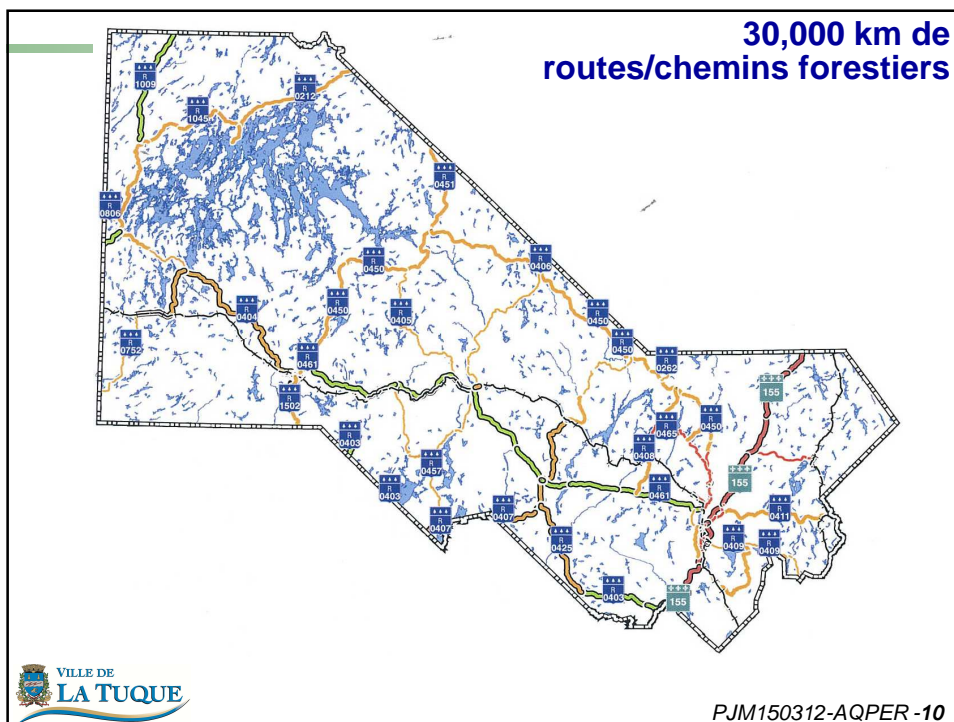 30,000 km de
routes/chemins forestiers
R
1009
R
0212
R
1045
R
0451
R
0806
R
0406
R
0450
R
0450
R
0405
R
0450
R
0404
R
0450
R
0752
R
0461
R
0262
155
R
1502
R
0465
R
0450
R
0403
R
0408
R
0457
155
R
0403
R
0461
R
0407
R
0407
R
0411
R
0425
R
0409
R
0409
R
0403
155
VILLE DE
LA TUQUE
PJM150312-AQPER -10